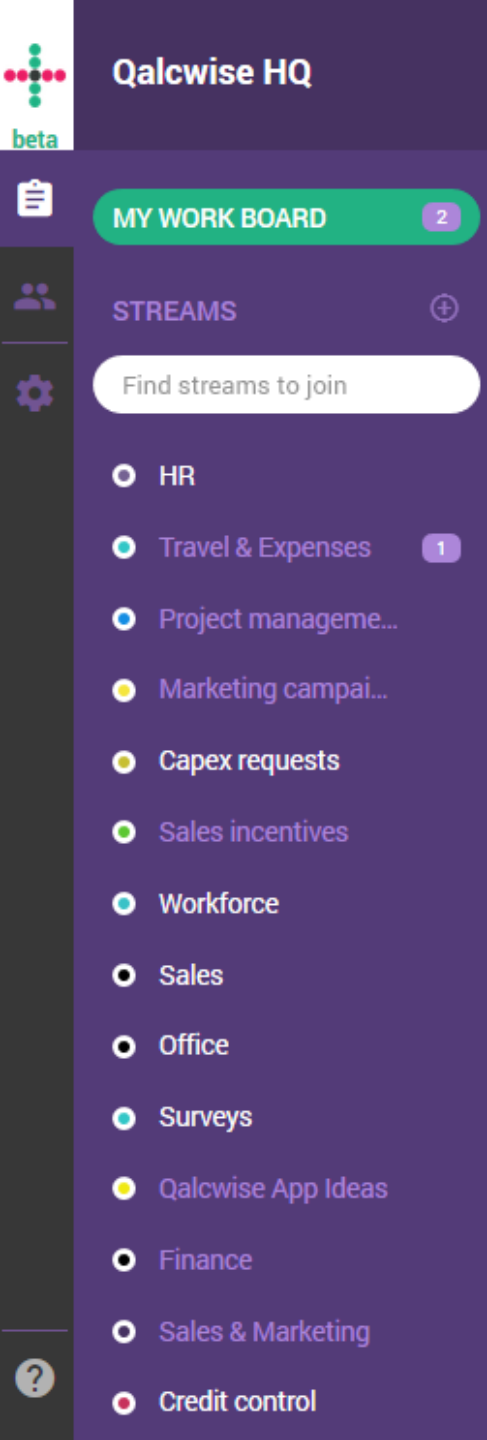 Qalcwise HQ
beta
MY WORK BOARD 2
STREAMS
Find streams to join
HR
Travel & Expenses 1
Project manageme...
Marketing campai...
Capex requests
Sales incentives
Workforce
Sales
Office
Surveys
Qalcwise App Ideas
Finance
Sales & Marketing
Credit control
?